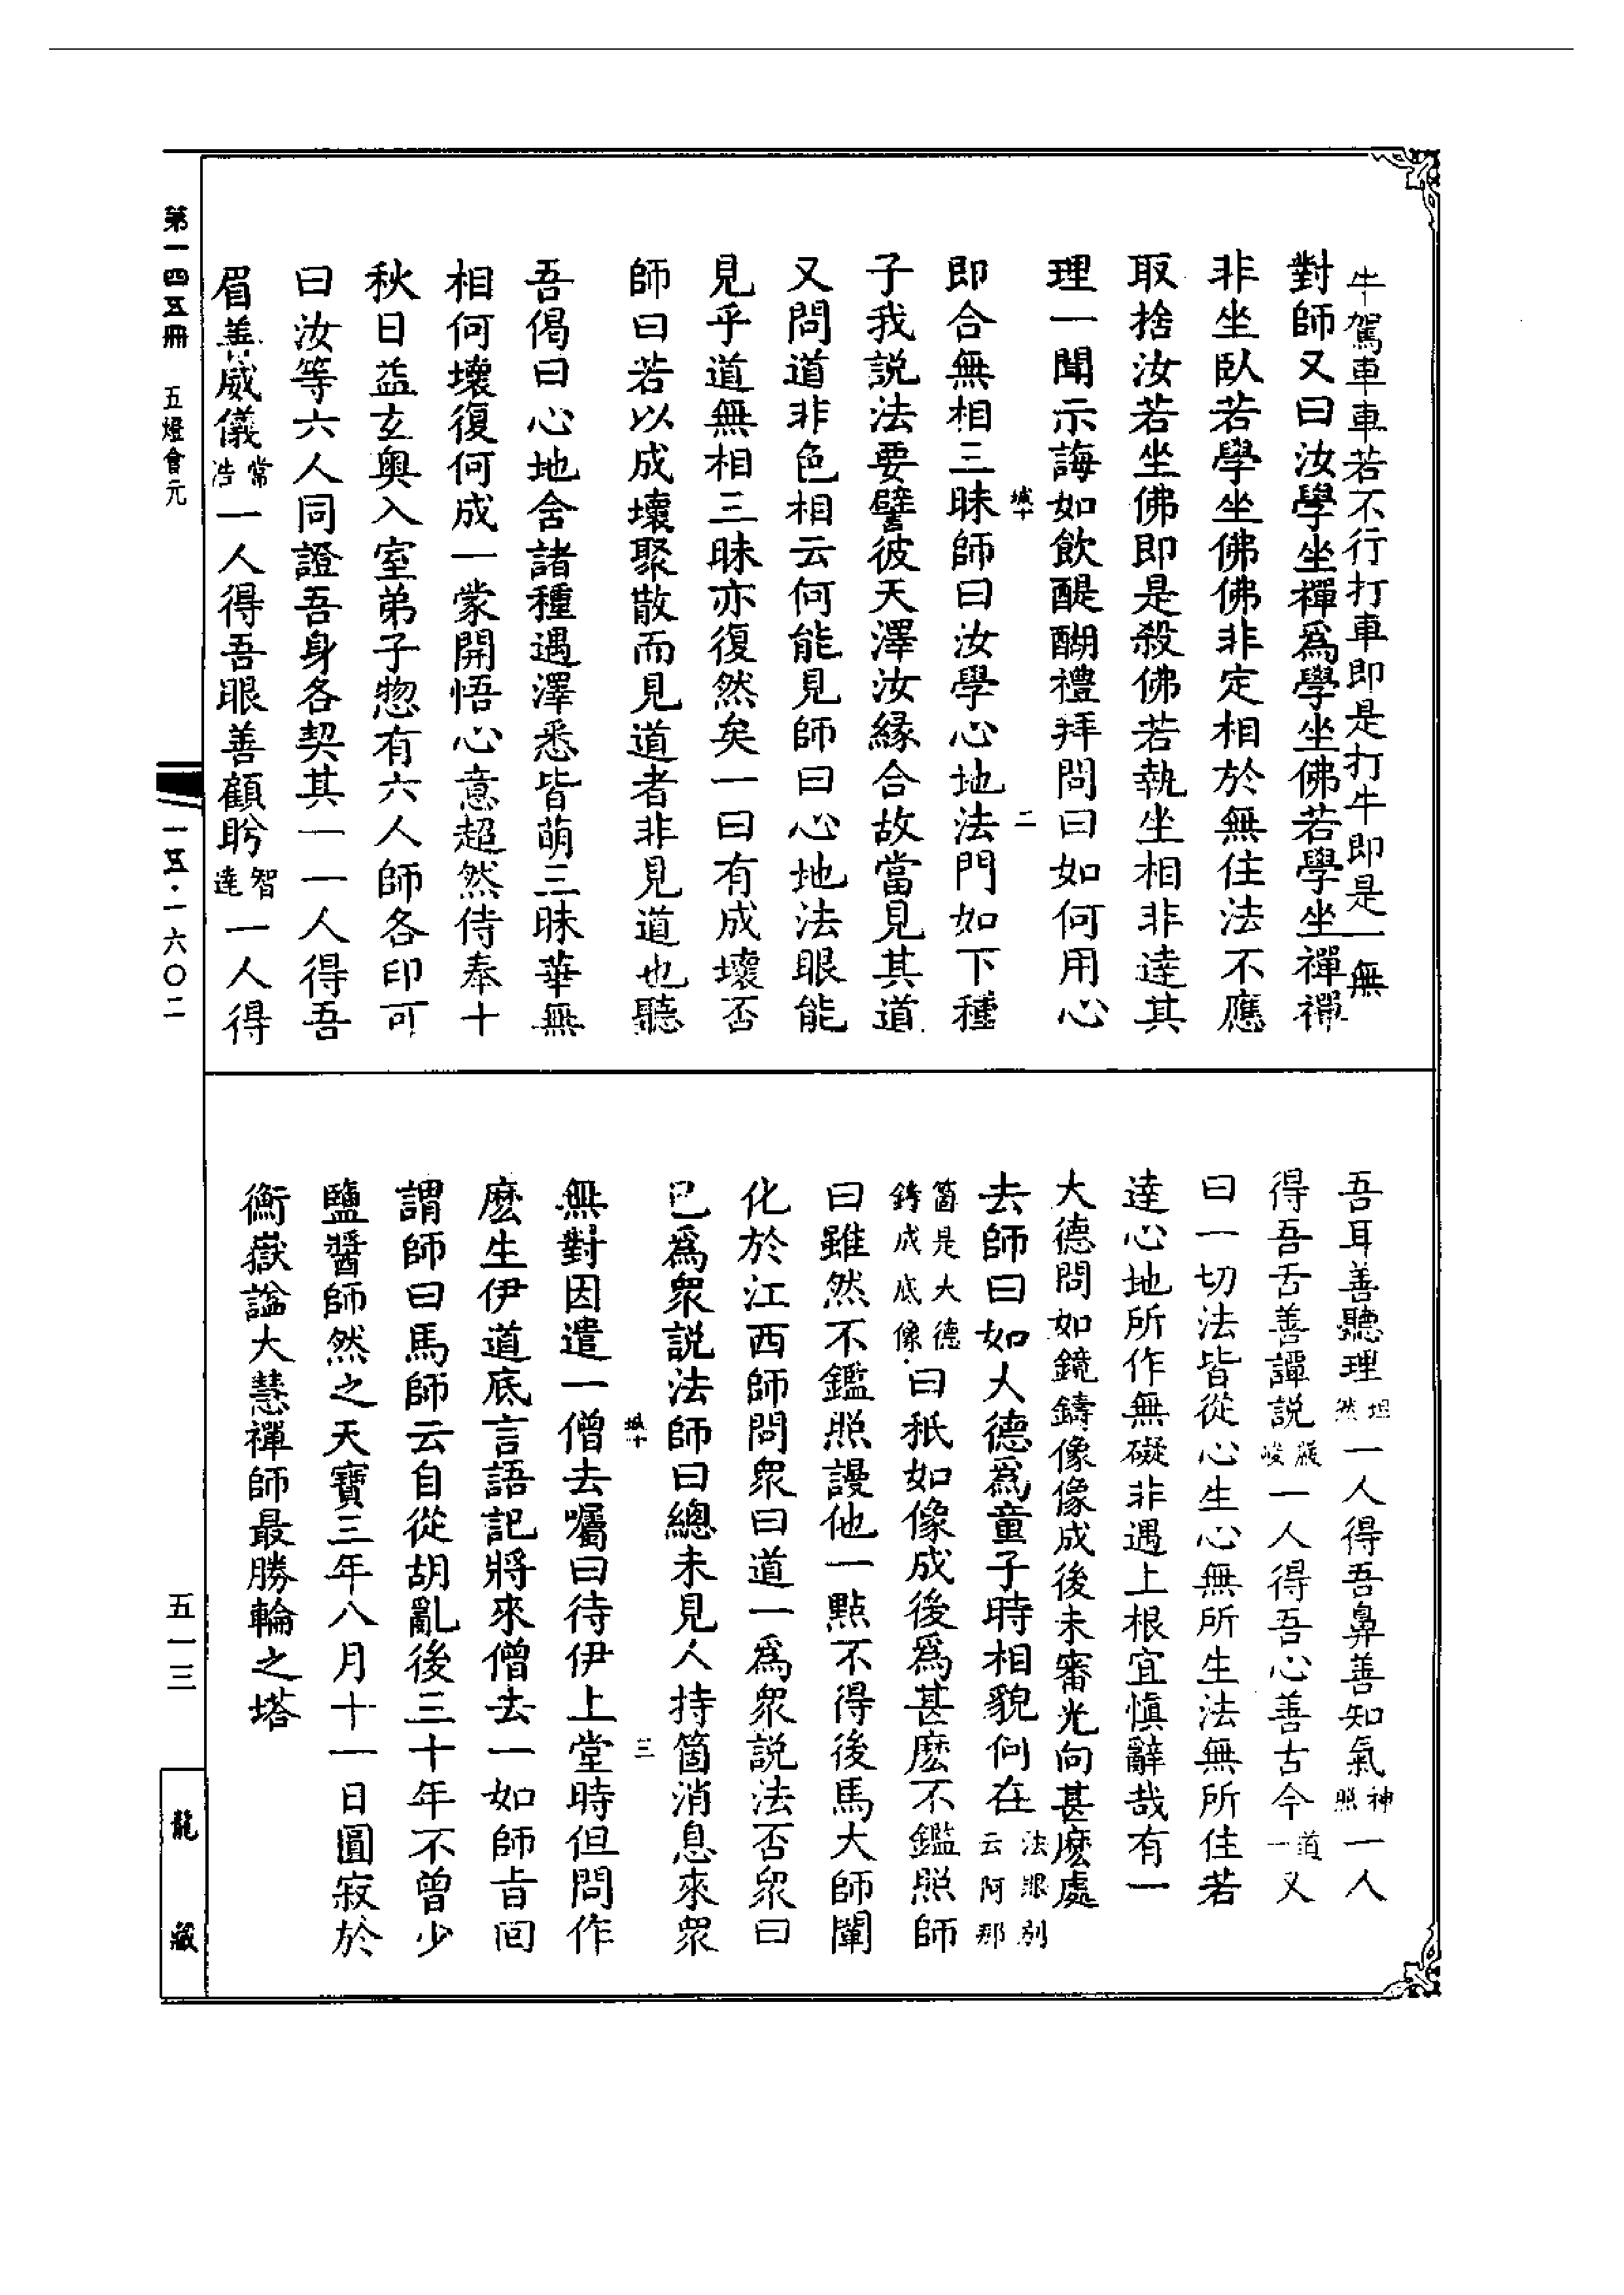 牛駕車車若不行打車即是打牛即是一無
對師又曰汝學坐禪爲學坐佛若學坐禪禪
非坐臥若學坐佛佛非定相於無住法不應
取捨汝若坐佛即是殺佛若執坐相非達其
理一聞示誨如飲醍醐禮拜問曰如何用心
城十 二
即合無相三昧師曰汝學心地法門如下種
子我説法要譬彼天澤汝縁合故當見其道
又問道非色相云何能見師曰心地法眼能
見乎道無相三昧亦復然矣一曰有成壞否
師曰若以成壞聚散而見道者非見道也聽
吾偈曰心地含諸種遇澤悉皆萌三昧華無
相何壞復何成一蒙開悟心意超然侍奉十
秋日益玄奥入室弟子惣有六人師各印可
曰汝等六人同證吾身各契其一一人得吾
眉善威儀常浩一人得吾眼善顧盻智達一人得
吾耳善聽理坦然一人得吾鼻善知氣神照一人
得吾舌善譚説嚴峻一人得吾心善古今道一又
曰一切法皆從心生心無所生法無所住若
達心地所作無礙非遇上根宜愼辭哉有一
大德問如鏡鑄像像成後未審光向甚麽處
去師曰如大德爲童子時相貌何在法眼别云阿那
箇是大德鑄成底像曰秖如像成後爲甚麽不鑑照師
曰雖然不鑑照謾他一點不得後馬大師闡
化於江西師問衆曰道一爲衆説法否衆曰
已爲衆説法師曰總未見人持箇消息來衆
城十 三
無對因遣一僧去囑曰待伊上堂時但問作
麽生伊道底言語記將來僧去一如師旨回
謂師曰馬師云自從胡亂後三十年不曾少
鹽醬師然之天寶三年八月十一日圓寂於
衡嶽謚大慧禪師最勝輪之塔
第一四五冊 五燈會元
一五五·一六〇二
五一三
龍藏